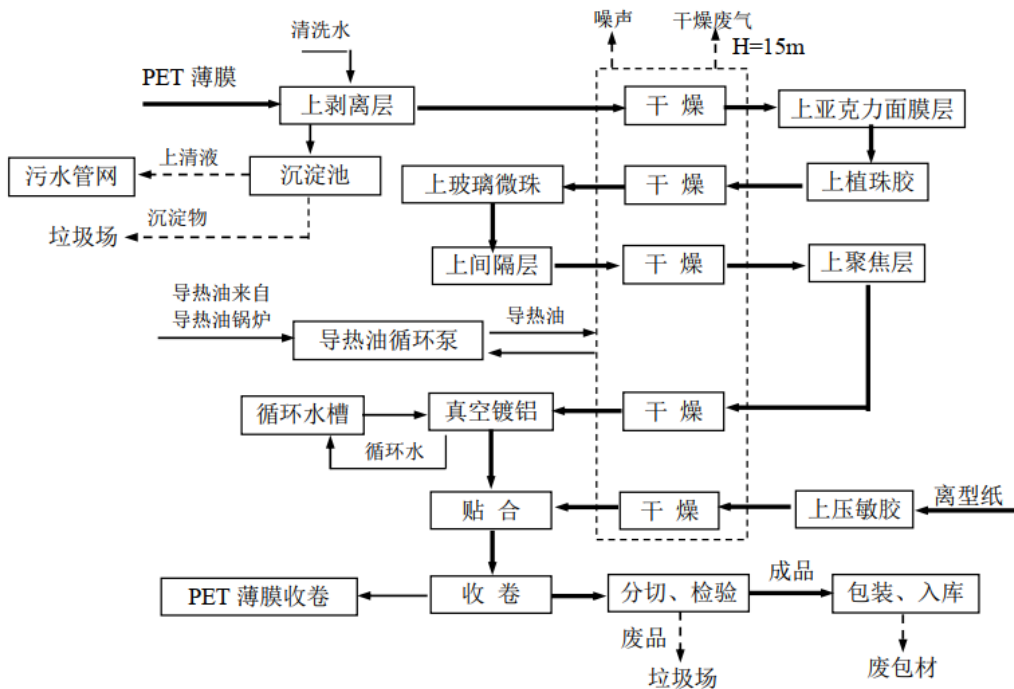 噪声
干燥废气
清洗水
H=15m
PET 薄膜
上剥离层
干 燥
上亚克力面膜层
污水管网
上清液
沉淀池
上玻璃微珠
干 燥
上植珠胶
沉淀物
垃圾场
上间隔层
干 燥
上聚焦层
导热油来自
导热油锅炉
导热油循环泵
导热油
循环水槽
真空镀铝
干 燥
循环水
贴 合
干 燥
上压敏胶
离型纸
PET 薄膜收卷
收 卷
分切、检验
成品
包装、入库
废品
垃圾场
废包材